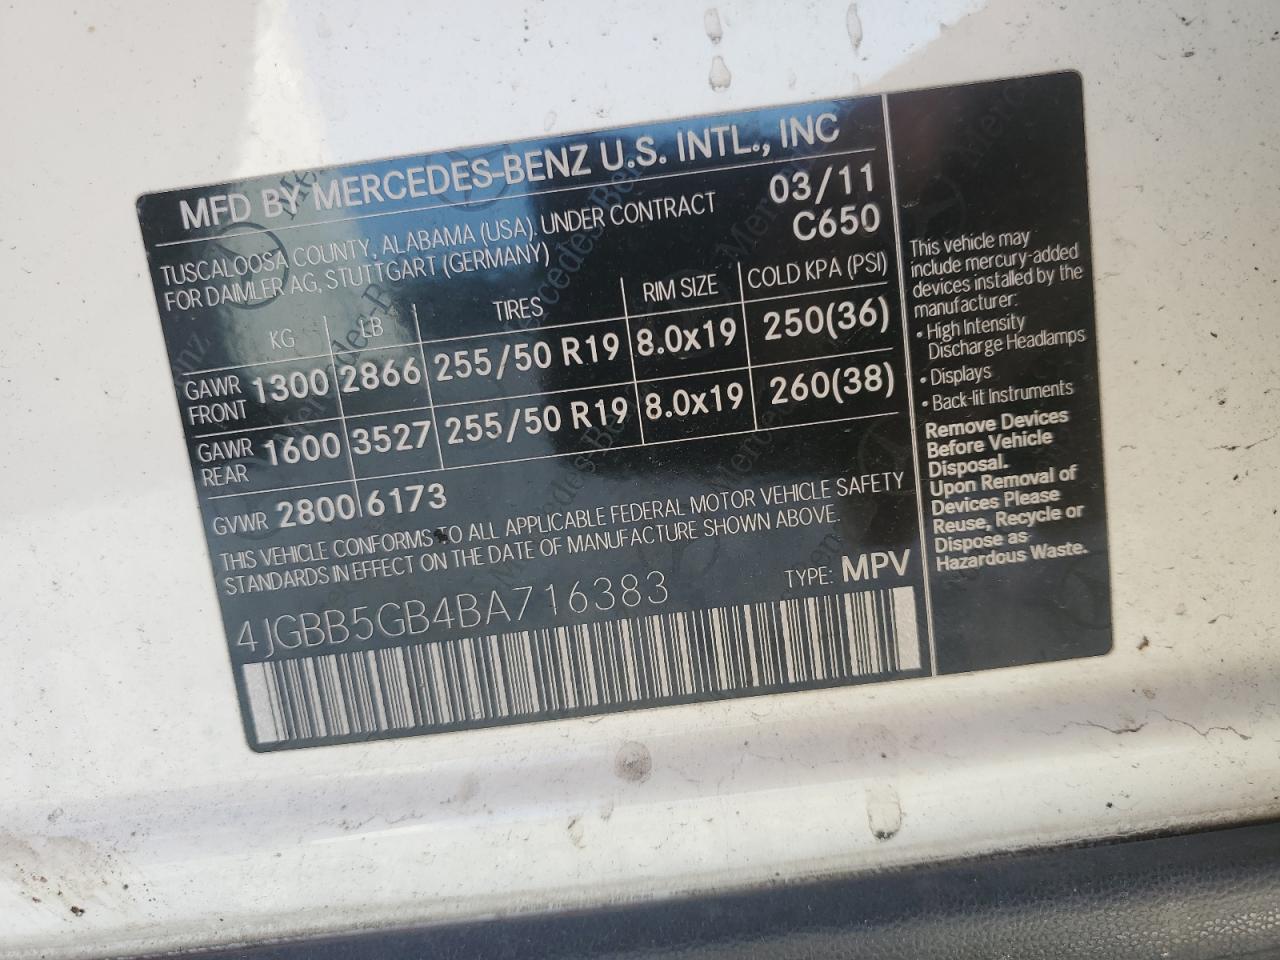 MFD BY MERCEDES-BENZ U.S. INTL., INC
TUSCALOOSA COUNTY, ALABAMA (USA). UNDER CONTRACT
FOR DAIMLER AG, STUTTGART (GERMANY)
03/11
C650
KG LB TIRES RIM SIZE COLD KPA (PSI)
GAWR FRONT 1300 2866 255/50 R19 8.0x19 250(36)
GAWR REAR 1600 3527 255/50 R19 8.0x19 260(38)
GVWR 2800 6173
THIS VEHICLE CONFORMS TO ALL APPLICABLE FEDERAL MOTOR VEHICLE SAFETY
STANDARDS IN EFFECT ON THE DATE OF MANUFACTURE SHOWN ABOVE.
4JGBB5GB4BA716383 TYPE: MPV
This vehicle may
include mercury-added
devices installed by the
manufacturer:
• High Intensity
Discharge Headlamps
• Displays
• Back-lit Instruments
Remove Devices
Before Vehicle
Disposal.
Upon Removal of
Devices Please
Reuse, Recycle or
Dispose as
Hazardous Waste.